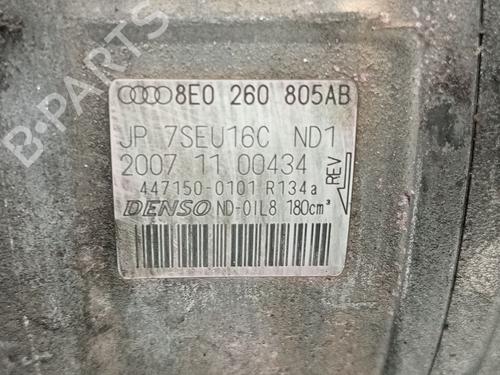 8E0 260 805AB
JP 7SEU16C ND1
2007 11 00434
REV
447150-0101 R134a
DENSO ND-OIL8 180cm³
B-PARTS